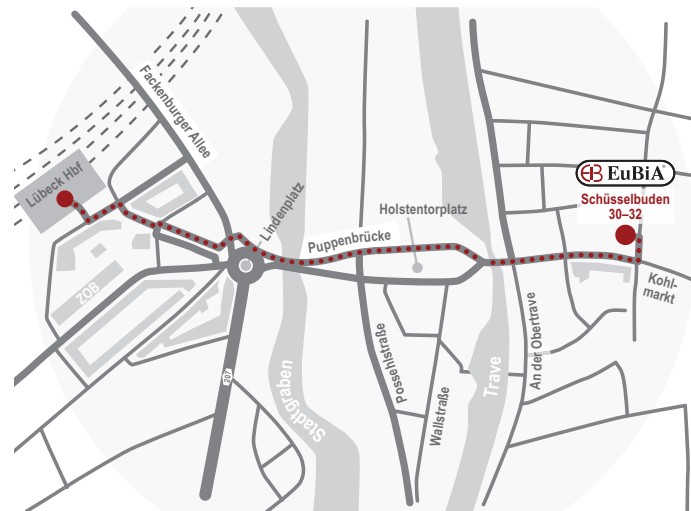 Fackenburger Allee
Lübeck Hbf
EB EuBiA®
Schüsselbuden
30–32
Lindenplatz
Holstentorplatz
Puppenbrücke
ZOB
Kohl-
markt
207
Stadtgraben
Possehlstraße
Wallstraße
Trave
An der Obertrave